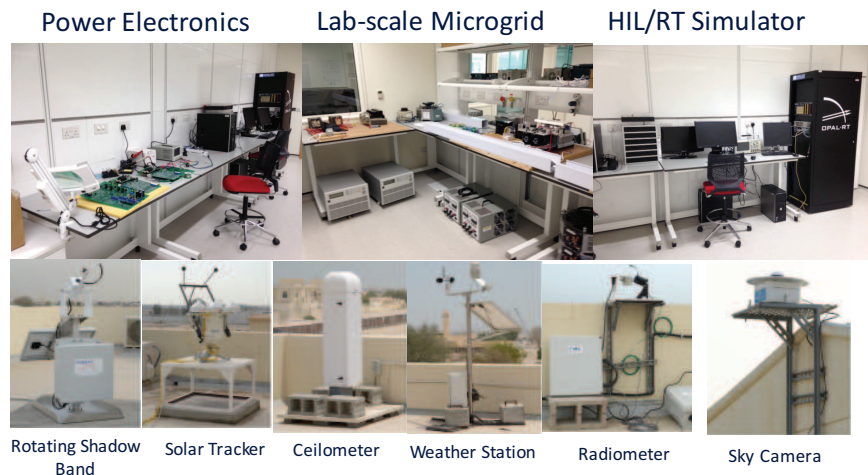 Power Electronics
Lab-scale Microgrid
HIL/RT Simulator
OPAL-RT
Rotating Shadow
Band
Solar Tracker
Ceilometer
Weather Station
Radiometer
Sky Camera